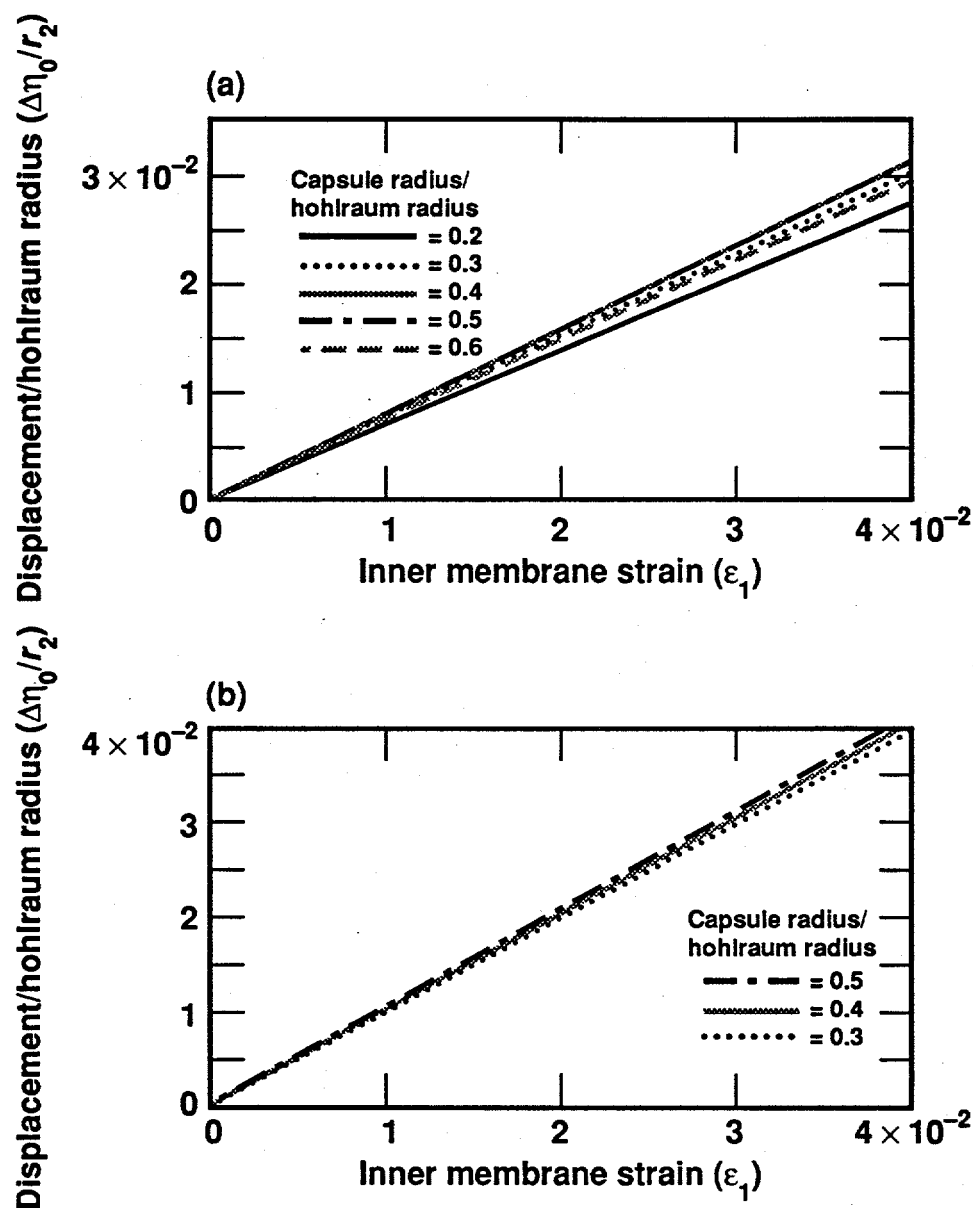 (a)
Displacement/hohlraum radius (Δη₀/r₂)
3 × 10⁻²
2
1
0
Capsule radius/
hohlraum radius
= 0.2
= 0.3
= 0.4
= 0.5
= 0.6
0 1 2 3 4 × 10⁻²
Inner membrane strain (ε₁)
(b)
Displacement/hohlraum radius (Δη₀/r₂)
4 × 10⁻²
3
2
1
0
Capsule radius/
hohlraum radius
= 0.5
= 0.4
= 0.3
0 1 2 3 4 × 10⁻²
Inner membrane strain (ε₁)